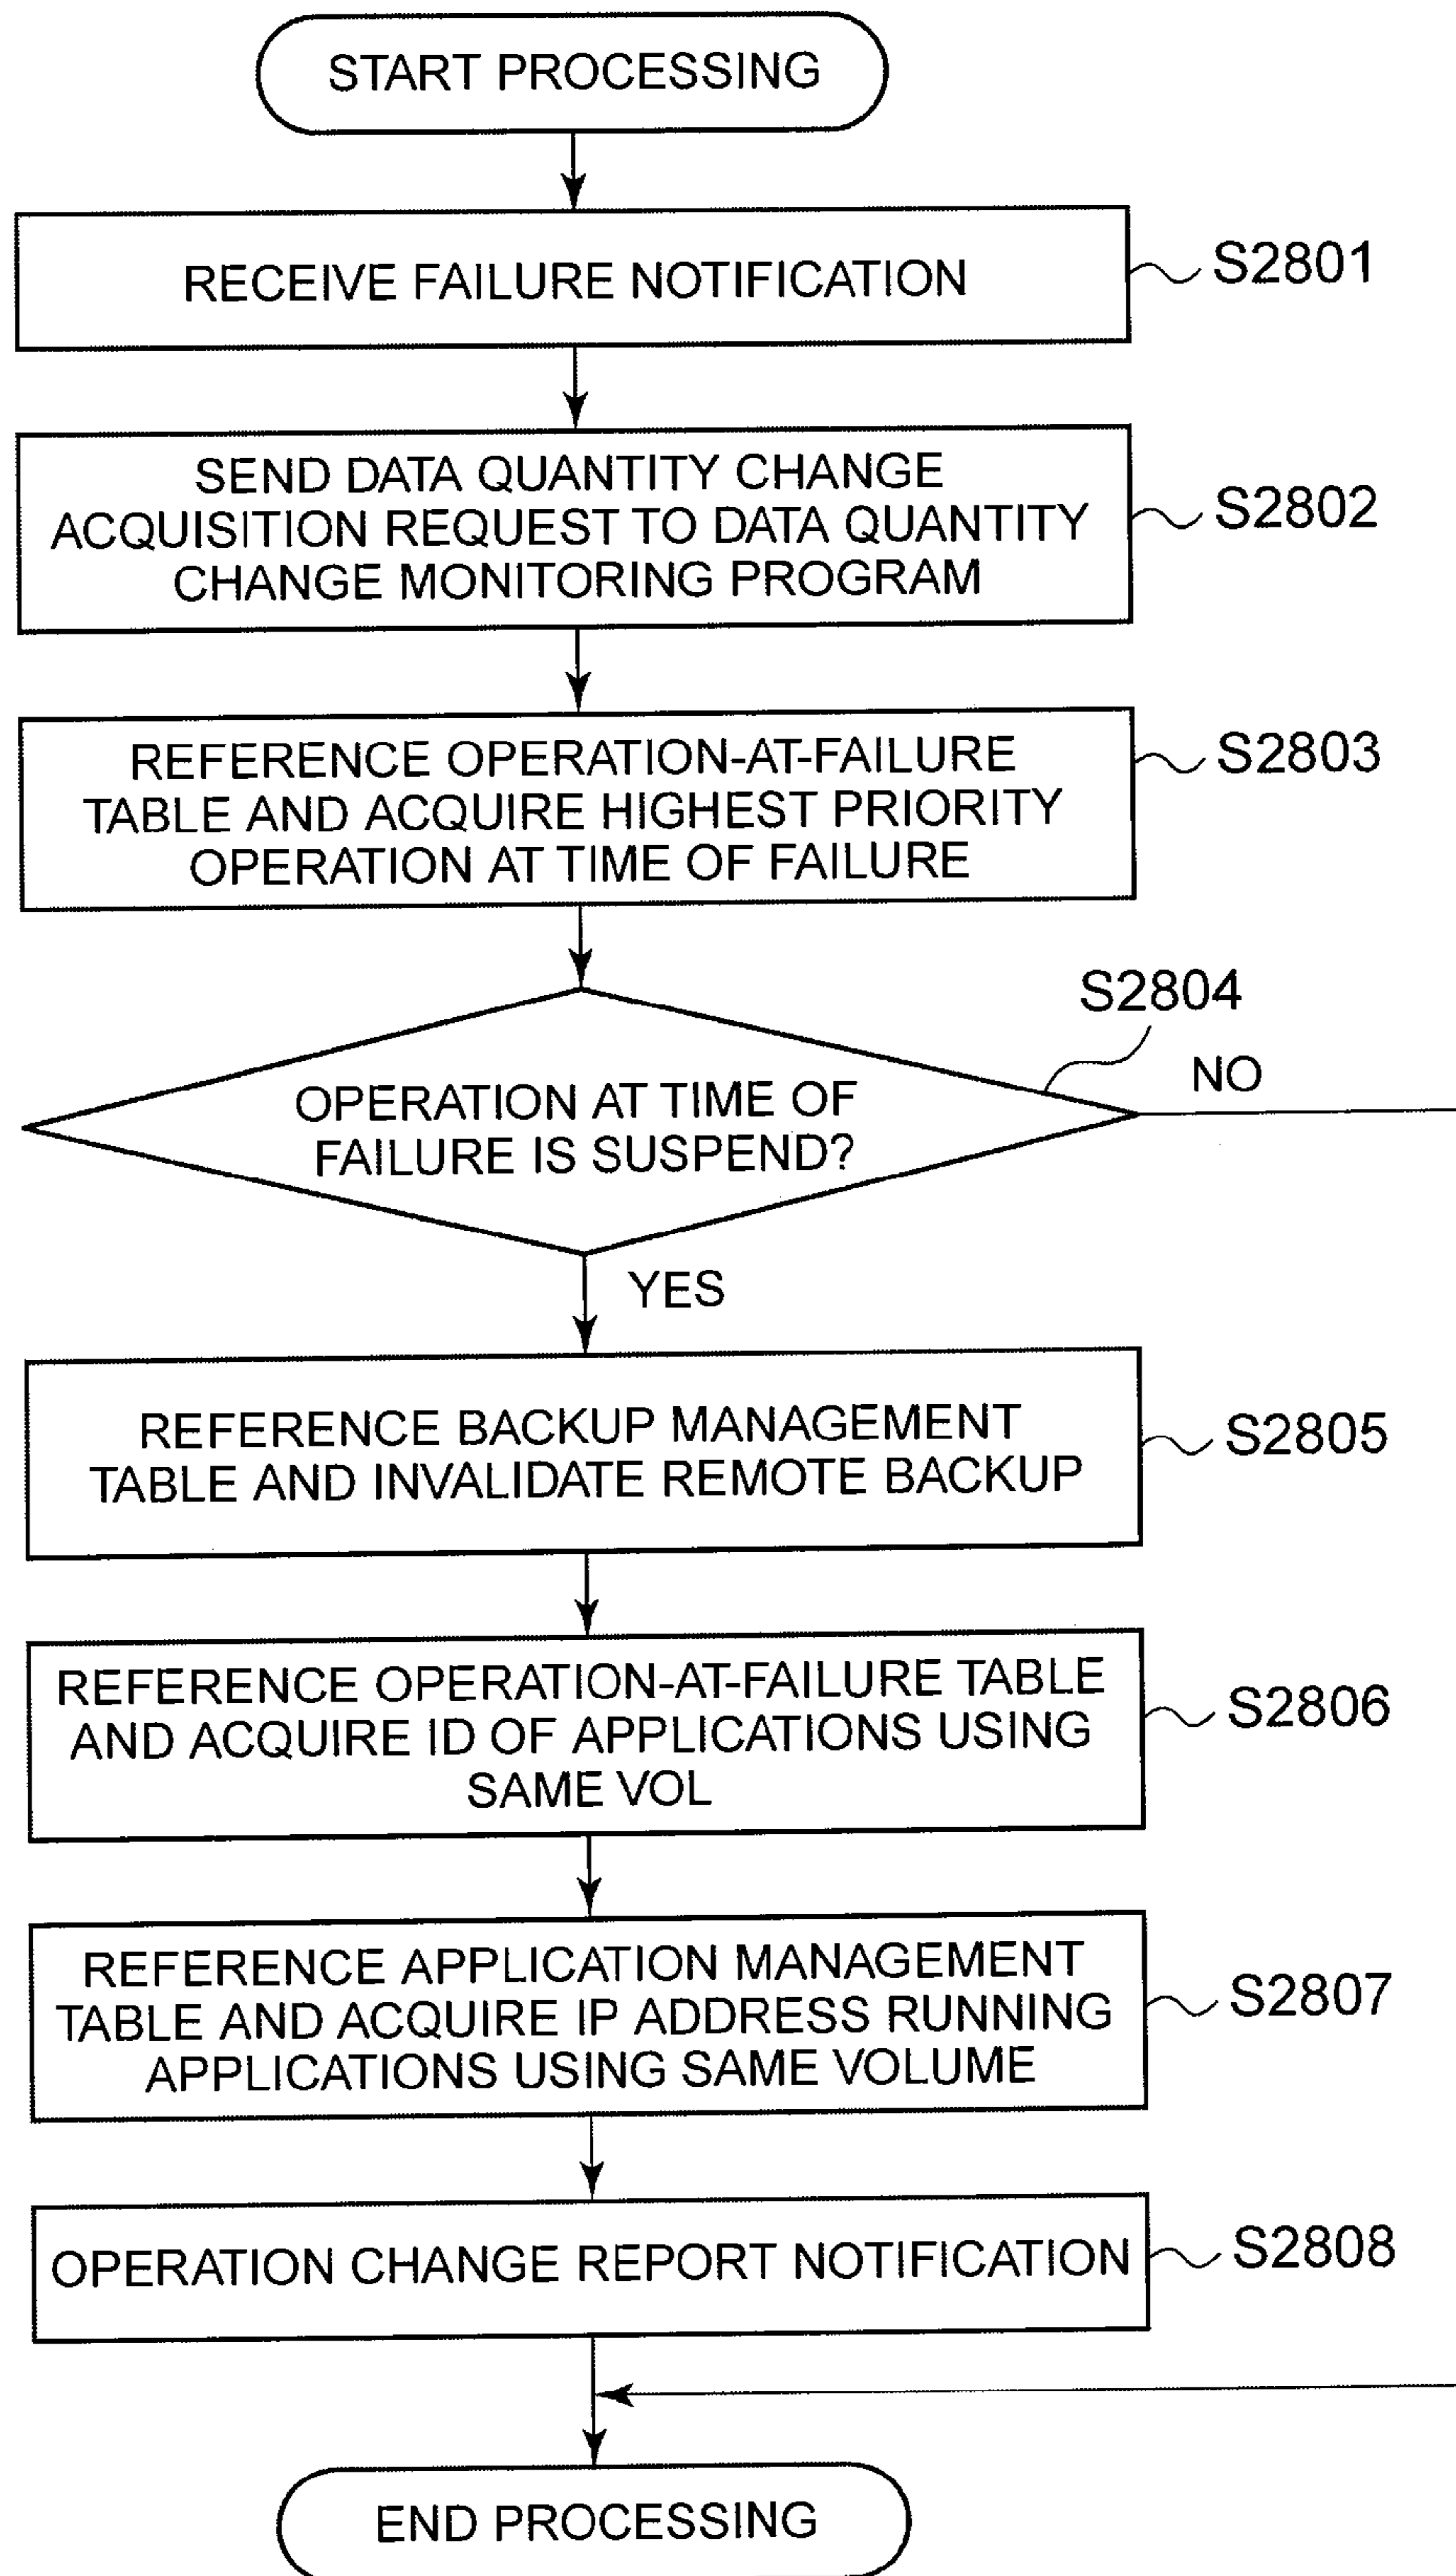 START PROCESSING
RECEIVE FAILURE NOTIFICATION
S2801
SEND DATA QUANTITY CHANGE
ACQUISITION REQUEST TO DATA QUANTITY
CHANGE MONITORING PROGRAM
S2802
REFERENCE OPERATION-AT-FAILURE
TABLE AND ACQUIRE HIGHEST PRIORITY
OPERATION AT TIME OF FAILURE
S2803
S2804
NO
OPERATION AT TIME OF
FAILURE IS SUSPEND?
YES
REFERENCE BACKUP MANAGEMENT
TABLE AND INVALIDATE REMOTE BACKUP
S2805
REFERENCE OPERATION-AT-FAILURE TABLE
AND ACQUIRE ID OF APPLICATIONS USING
SAME VOL
S2806
REFERENCE APPLICATION MANAGEMENT
TABLE AND ACQUIRE IP ADDRESS RUNNING
APPLICATIONS USING SAME VOLUME
S2807
OPERATION CHANGE REPORT NOTIFICATION
S2808
END PROCESSING